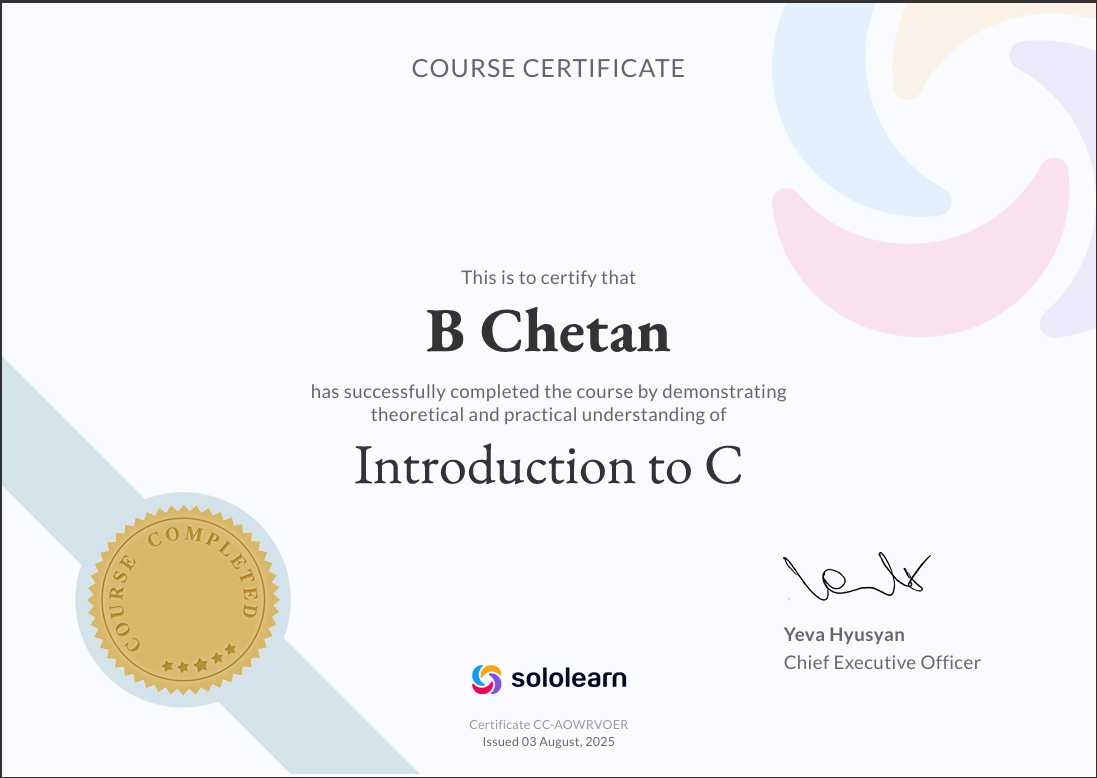 COURSE CERTIFICATE
This is to certify that
B Chetan
has successfully completed the course by demonstrating
theoretical and practical understanding of
Introduction to C
COURSE COMPLETED
Yeva Hyusyan
Chief Executive Officer
sololearn
Certificate CC-AOWRVOER
Issued 03 August, 2025